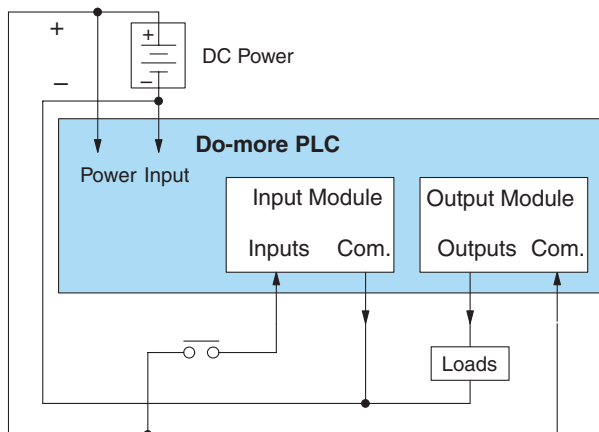 +
+
DC Power
–
–
Do-more PLC
Power Input
Input Module
Output Module
Inputs Com.
Outputs Com.
Loads